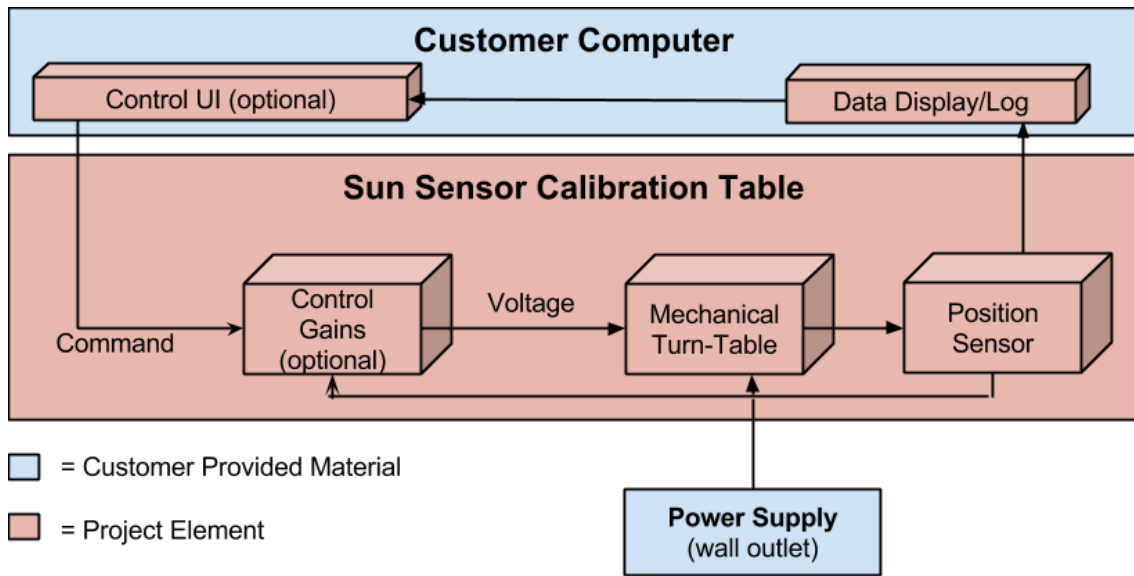 Customer Computer
Control UI (optional)
Data Display/Log
Sun Sensor Calibration Table
Control
Gains
(optional)
Voltage
Mechanical
Turn-Table
Position
Sensor
Command
= Customer Provided Material
= Project Element
Power Supply
(wall outlet)